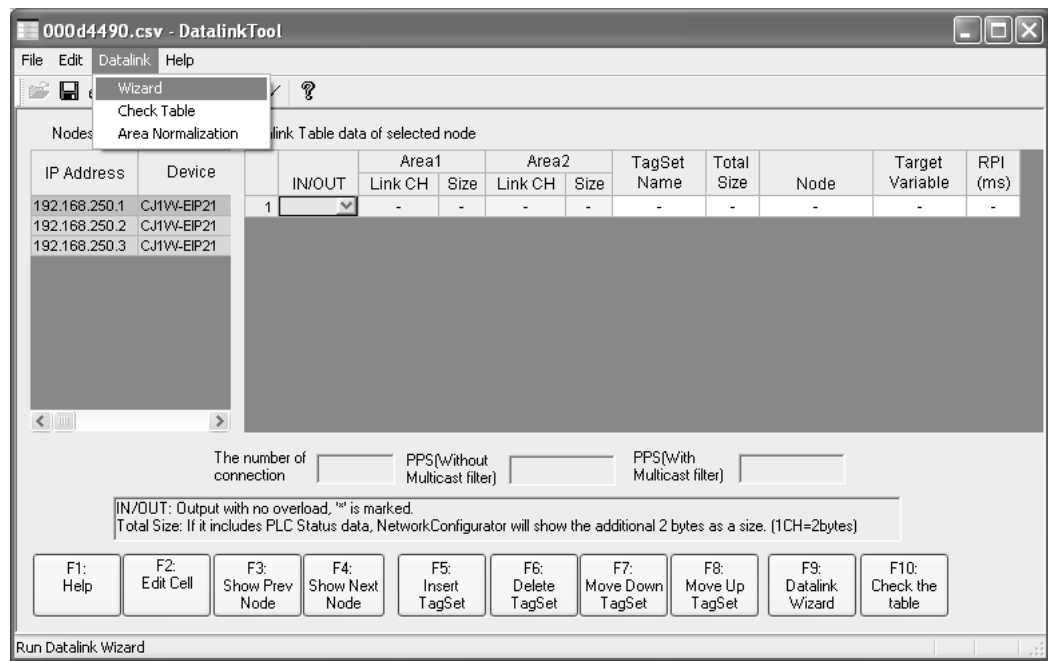 000d4490.csv - DatalinkTool
File Edit Datalink Help
Wizard
Check Table
Area Normalization
Nodes
link Table data of selected node
IP Address Device
192.168.250.1 CJ1W-EIP21
192.168.250.2 CJ1W-EIP21
192.168.250.3 CJ1W-EIP21
IN/OUT Area1 Area2 TagSet Name Total Size Node Target Variable RPI (ms)
Link CH Size Link CH Size
1 - - - - - - - - -
The number of connection
PPS(Without Multicast filter)
PPS(With Multicast filter)
IN/OUT: Output with no overload, '*' is marked.
Total Size: If it includes PLC Status data, NetworkConfigurator will show the additional 2 bytes as a size. (1CH=2bytes)
F1: Help
F2: Edit Cell
F3: Show Prev Node
F4: Show Next Node
F5: Insert TagSet
F6: Delete TagSet
F7: Move Down TagSet
F8: Move Up TagSet
F9: Datalink Wizard
F10: Check the table
Run Datalink Wizard